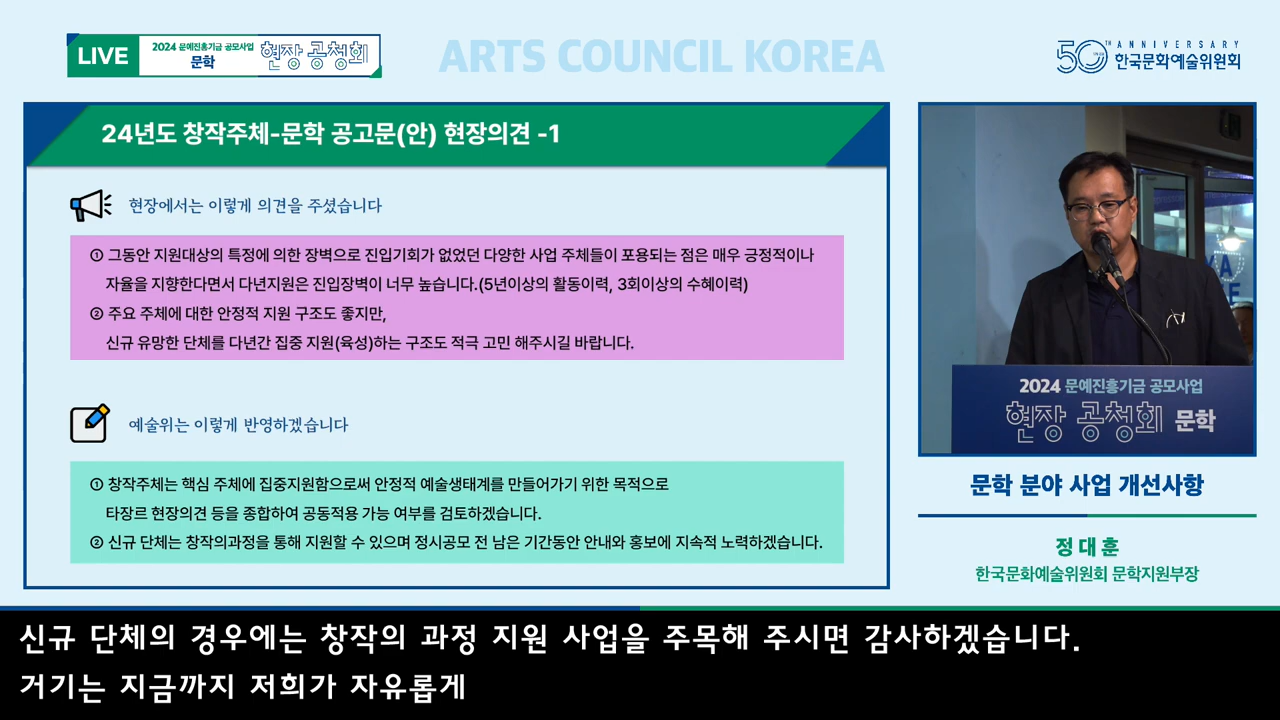 LIVE
2024 문예진흥기금 공모사업
문학
현장 공청회
ARTS COUNCIL KOREA
50TH ANNIVERSARY
한국문화예술위원회
24년도 창작주체-문학 공고문(안) 현장의견 -1
현장에서는 이렇게 의견을 주셨습니다
① 그동안 지원대상의 특정에 의한 장벽으로 진입기회가 없었던 다양한 사업 주체들이 포용되는 점은 매우 긍정적이나
자율을 지향한다면서 다년지원은 진입장벽이 너무 높습니다.(5년이상의 활동이력, 3회이상의 수혜이력)
② 주요 주체에 대한 안정적 지원 구조도 좋지만,
신규 유망한 단체를 다년간 집중 지원(육성)하는 구조도 적극 고민 해주시길 바랍니다.
예술위는 이렇게 반영하겠습니다
① 창작주체는 핵심 주체에 집중지원함으로써 안정적 예술생태계를 만들어가기 위한 목적으로
타장르 현장의견 등을 종합하여 공동적용 가능 여부를 검토하겠습니다.
② 신규 단체는 창작의과정을 통해 지원할 수 있으며 정시공모 전 남은 기간동안 안내와 홍보에 지속적 노력하겠습니다.
2024 문예진흥기금 공모사업
현장 공청회 문학
문학 분야 사업 개선사항
정대훈
한국문화예술위원회 문학지원부장
신규 단체의 경우에는 창작의 과정 지원 사업을 주목해 주시면 감사하겠습니다.
거기는 지금까지 저희가 자유롭게